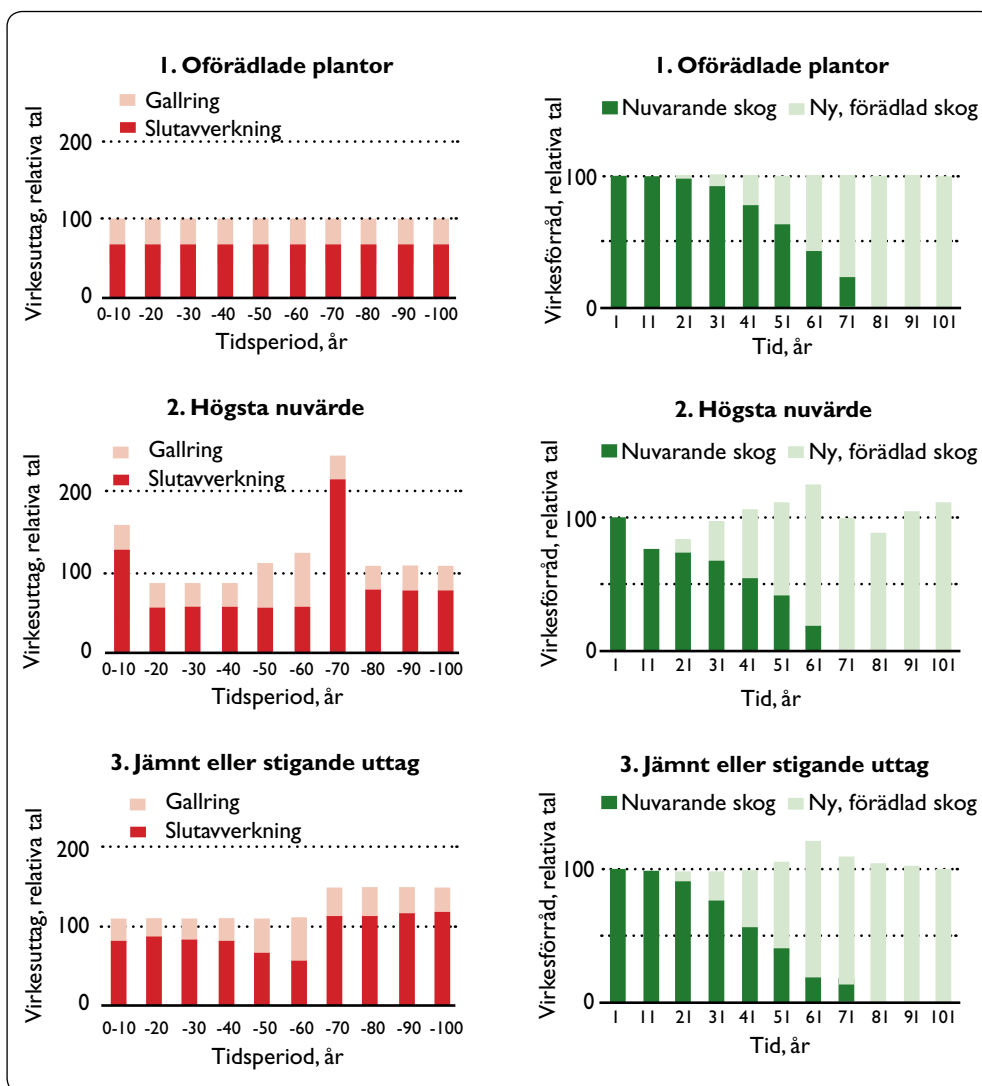 1. Oförädlade plantor
Gallring
Slutavverkning
Virkesuttag, relativa tal
200
100
0
0-10 -20 -30 -40 -50 -60 -70 -80 -90 -100
Tidsperiod, år
1. Oförädlade plantor
Nuvarande skog Ny, förädlad skog
Virkesförråd, relativa tal
100
0
1 11 21 31 41 51 61 71 81 91 101
Tid, år
2. Högsta nuvärde
Gallring
Slutavverkning
Virkesuttag, relativa tal
200
100
0
0-10 -20 -30 -40 -50 -60 -70 -80 -90 -100
Tidsperiod, år
2. Högsta nuvärde
Nuvarande skog Ny, förädlad skog
Virkesförråd, relativa tal
100
0
1 11 21 31 41 51 61 71 81 91 101
Tid, år
3. Jämnt eller stigande uttag
Gallring
Slutavverkning
Virkesuttag, relativa tal
200
100
0
0-10 -20 -30 -40 -50 -60 -70 -80 -90 -100
Tidsperiod, år
3. Jämnt eller stigande uttag
Nuvarande skog Ny, förädlad skog
Virkesförråd, relativa tal
100
0
1 11 21 31 41 51 61 71 81 91 101
Tid, år